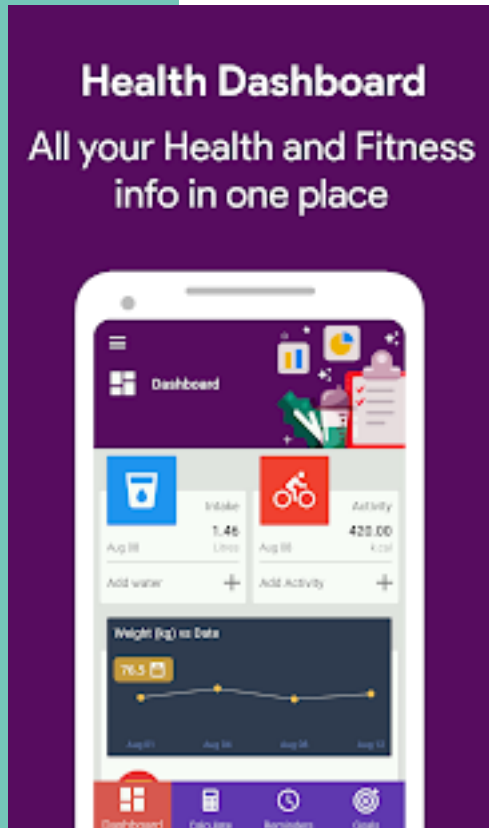 Health Dashboard
All your Health and Fitness
info in one place
Dashboard
Intake
1.46
Aug 08
Litres
Add water
Activity
420.00
Aug 08
kcal
Add Activity
Weight (kg) vs Date
76.5
Aug 01
Aug 04
Aug 08
Aug 12
Dashboard
Reminders
Goals